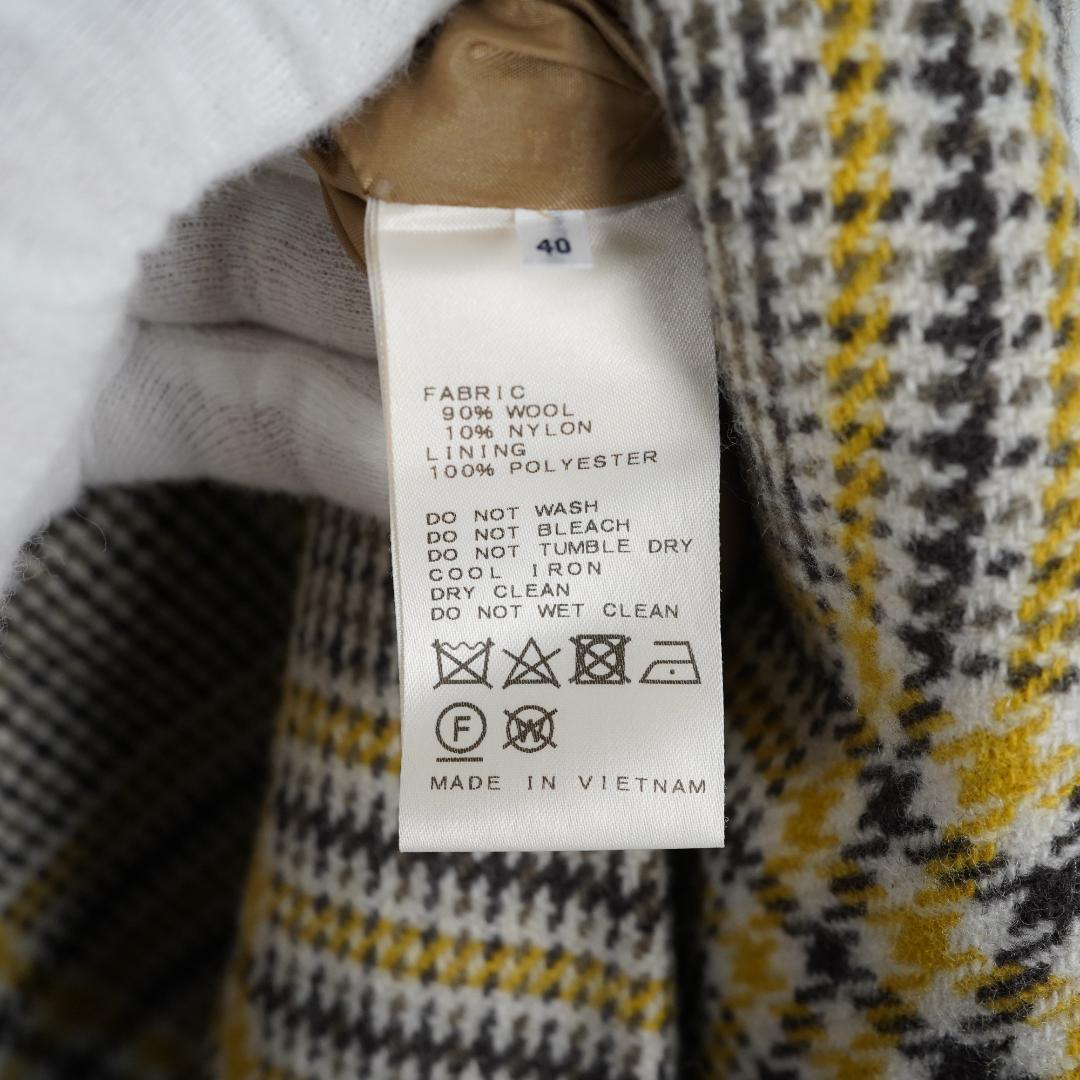 40
FABRIC
90% WOOL
10% NYLON
LINING
100% POLYESTER
DO NOT WASH
DO NOT BLEACH
DO NOT TUMBLE DRY
COOL IRON
DRY CLEAN
DO NOT WET CLEAN
F W
MADE IN VIETNAM